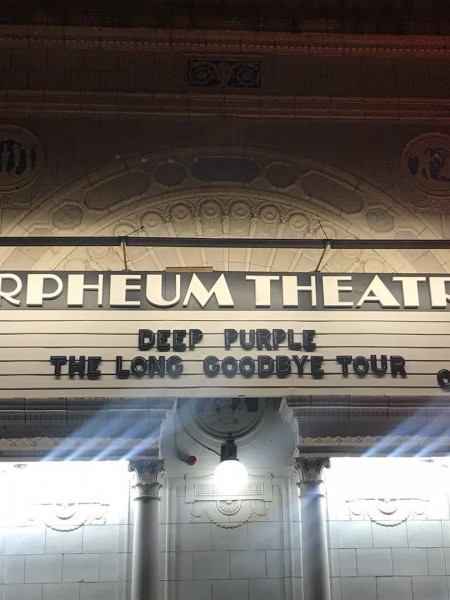 RPHEUM THEATR
DEEP PURPLE
THE LONG GOODBYE TOUR